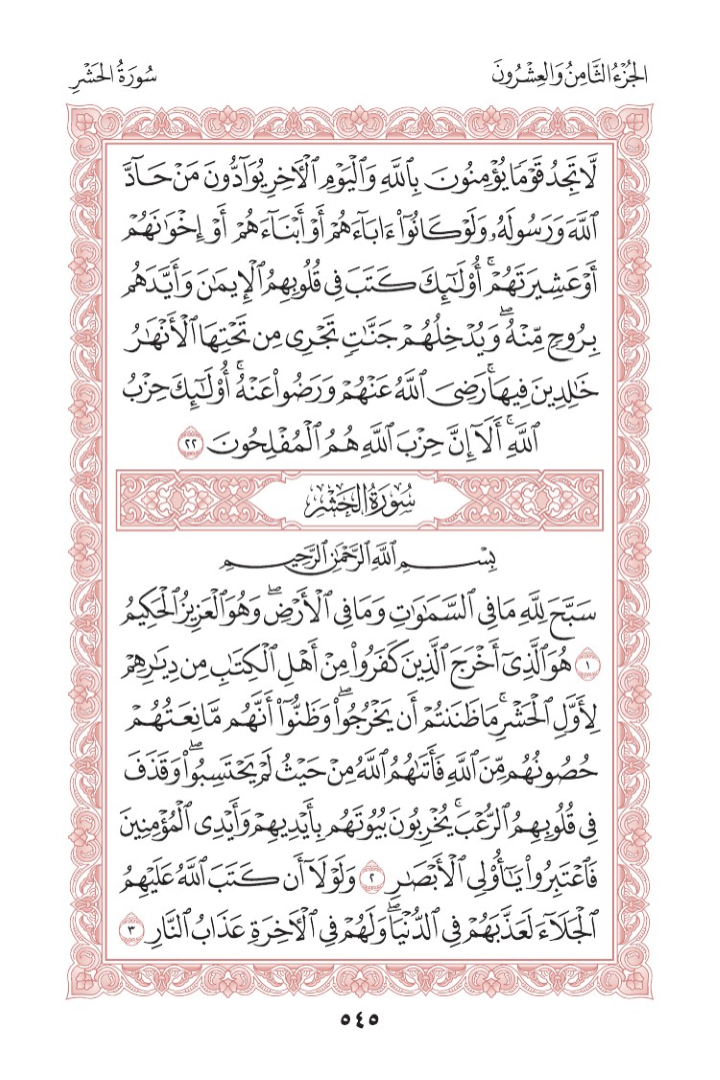 الجُزْءُ الثَّامِنُ وَالعِشْرُونَ
سُورَةُ الحَشْرِ
لَّا تَجِدُ قَوْمًا يُؤْمِنُونَ بِٱللَّهِ وَٱلْيَوْمِ ٱلْأٓخِرِ يُوَآدُّونَ مَنْ حَآدَّ
ٱللَّهَ وَرَسُولَهُۥ وَلَوْ كَانُوٓا۟ ءَابَآءَهُمْ أَوْ أَبْنَآءَهُمْ أَوْ إِخْوَٰنَهُمْ
أَوْ عَشِيرَتَهُمْۚ أُو۟لَٰٓئِكَ كَتَبَ فِى قُلُوبِهِمُ ٱلْإِيمَٰنَ وَأَيَّدَهُم
بِرُوحٍ مِّنْهُۖ وَيُدْخِلُهُمْ جَنَّٰتٍ تَجْرِى مِن تَحْتِهَا ٱلْأَنْهَٰرُ
خَٰلِدِينَ فِيهَاۚ رَضِىَ ٱللَّهُ عَنْهُمْ وَرَضُوا۟ عَنْهُۚ أُو۟لَٰٓئِكَ حِزْبُ
ٱللَّهِۚ أَلَآ إِنَّ حِزْبَ ٱللَّهِ هُمُ ٱلْمُفْلِحُونَ ٢٢
سُورَةُ الحَشْرِ
بِسْمِ ٱللَّهِ ٱلرَّحْمَٰنِ ٱلرَّحِيمِ
سَبَّحَ لِلَّهِ مَا فِى ٱلسَّمَٰوَٰتِ وَمَا فِى ٱلْأَرْضِۖ وَهُوَ ٱلْعَزِيزُ ٱلْحَكِيمُ
١ هُوَ ٱلَّذِىٓ أَخْرَجَ ٱلَّذِينَ كَفَرُوا۟ مِنْ أَهْلِ ٱلْكِتَٰبِ مِن دِيَٰرِهِمْ
لِأَوَّلِ ٱلْحَشْرِۚ مَا ظَنَنتُمْ أَن يَخْرُجُوا۟ۖ وَظَنُّوٓا۟ أَنَّهُم مَّانِعَتُهُمْ
حُصُونُهُم مِّنَ ٱللَّهِ فَأَتَىٰهُمُ ٱللَّهُ مِنْ حَيْثُ لَمْ يَحْتَسِبُوا۟ۖ وَقَذَفَ
فِى قُلُوبِهِمُ ٱلرُّعْبَۚ يُخْرِبُونَ بُيُوتَهُم بِأَيْدِيهِمْ وَأَيْدِى ٱلْمُؤْمِنِينَ
فَٱعْتَبِرُوا۟ يَٰٓأُو۟لِى ٱلْأَبْصَٰرِ ٢ وَلَوْلَآ أَن كَتَبَ ٱللَّهُ عَلَيْهِمُ
ٱلْجَلَآءَ لَعَذَّبَهُمْ فِى ٱلدُّنْيَاۖ وَلَهُمْ فِى ٱلْأٓخِرَةِ عَذَابُ ٱلنَّارِ ٣
٥٤٥